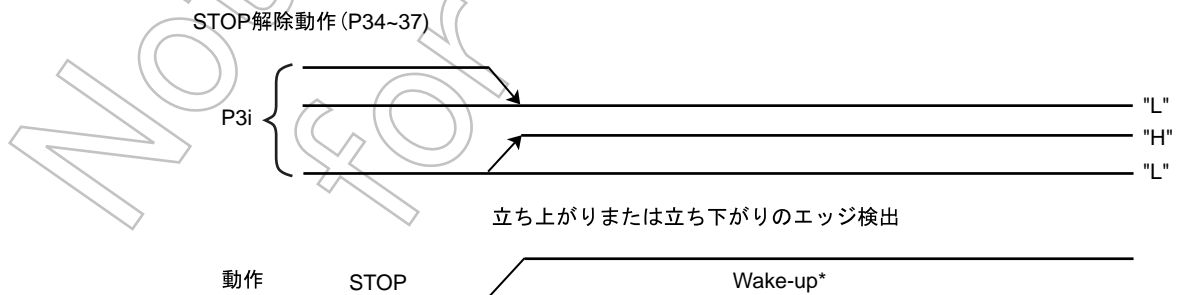 STOP解除動作(P34~37)
P3i
"L"
"H"
"L"
立ち上がりまたは立ち下がりのエッジ検出
動作 STOP Wake-up*
for